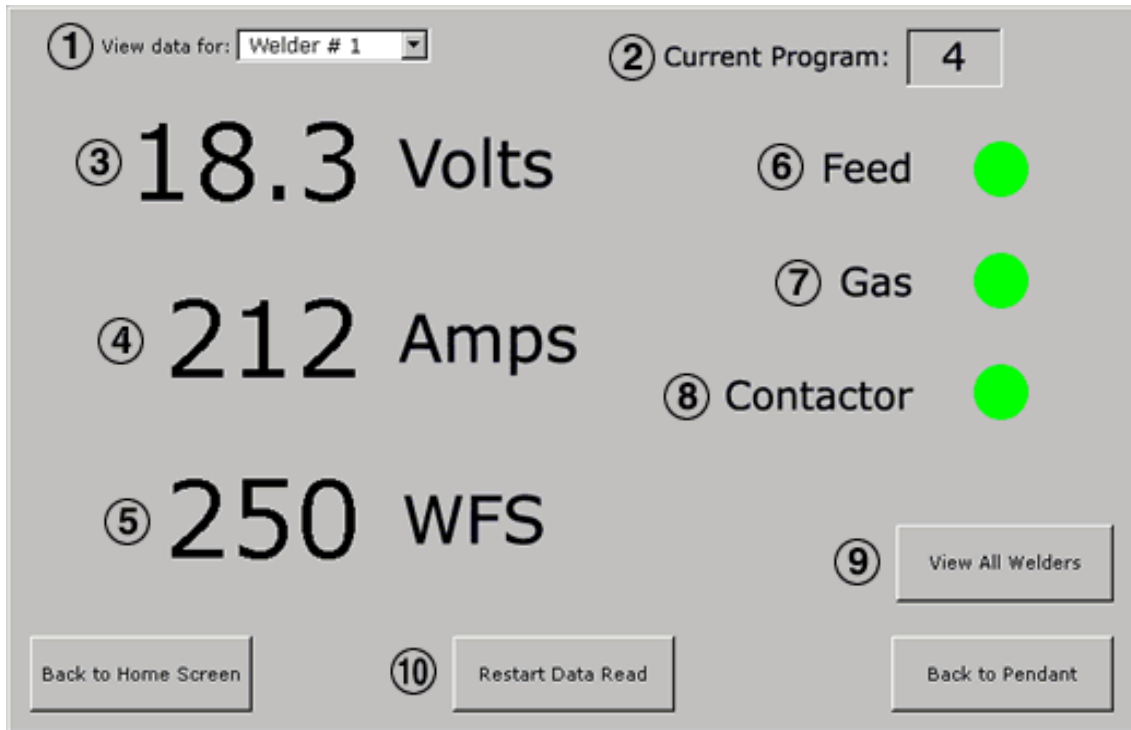 1 View data for: Welder # 1
2 Current Program: 4
3 18.3 Volts
6 Feed
7 Gas
4 212 Amps
8 Contactor
5 250 WFS
9 View All Welders
Back to Home Screen
10 Restart Data Read
Back to Pendant